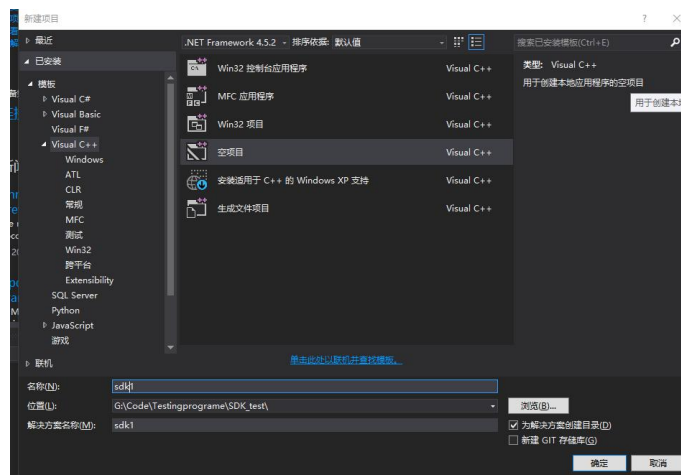 新建项目
? ×
▷ 最近
.NET Framework 4.5.2 排序依据: 默认值
搜索已安装模板(Ctrl+E)
已安装
模板
Visual C#
Visual Basic
Visual F#
Visual C++
Windows
ATL
CLR
常规
MFC
测试
Win32
跨平台
Extensibility
SQL Server
Python
JavaScript
游戏
联机
Win32 控制台应用程序 Visual C++
MFC 应用程序 Visual C++
Win32 项目 Visual C++
空项目 Visual C++
安装适用于 C++ 的 Windows XP 支持 Visual C++
生成文件项目 Visual C++
单击此处以联机并查找模板。
类型: Visual C++
用于创建本地应用程序的空项目
用于创建本
名称(N): sdk1
位置(L): G:\Code\Testingprograme\SDK_test\ 浏览(B)...
解决方案名称(M): sdk1
为解决方案创建目录(D)
新建 GIT 存储库(G)
确定 取消